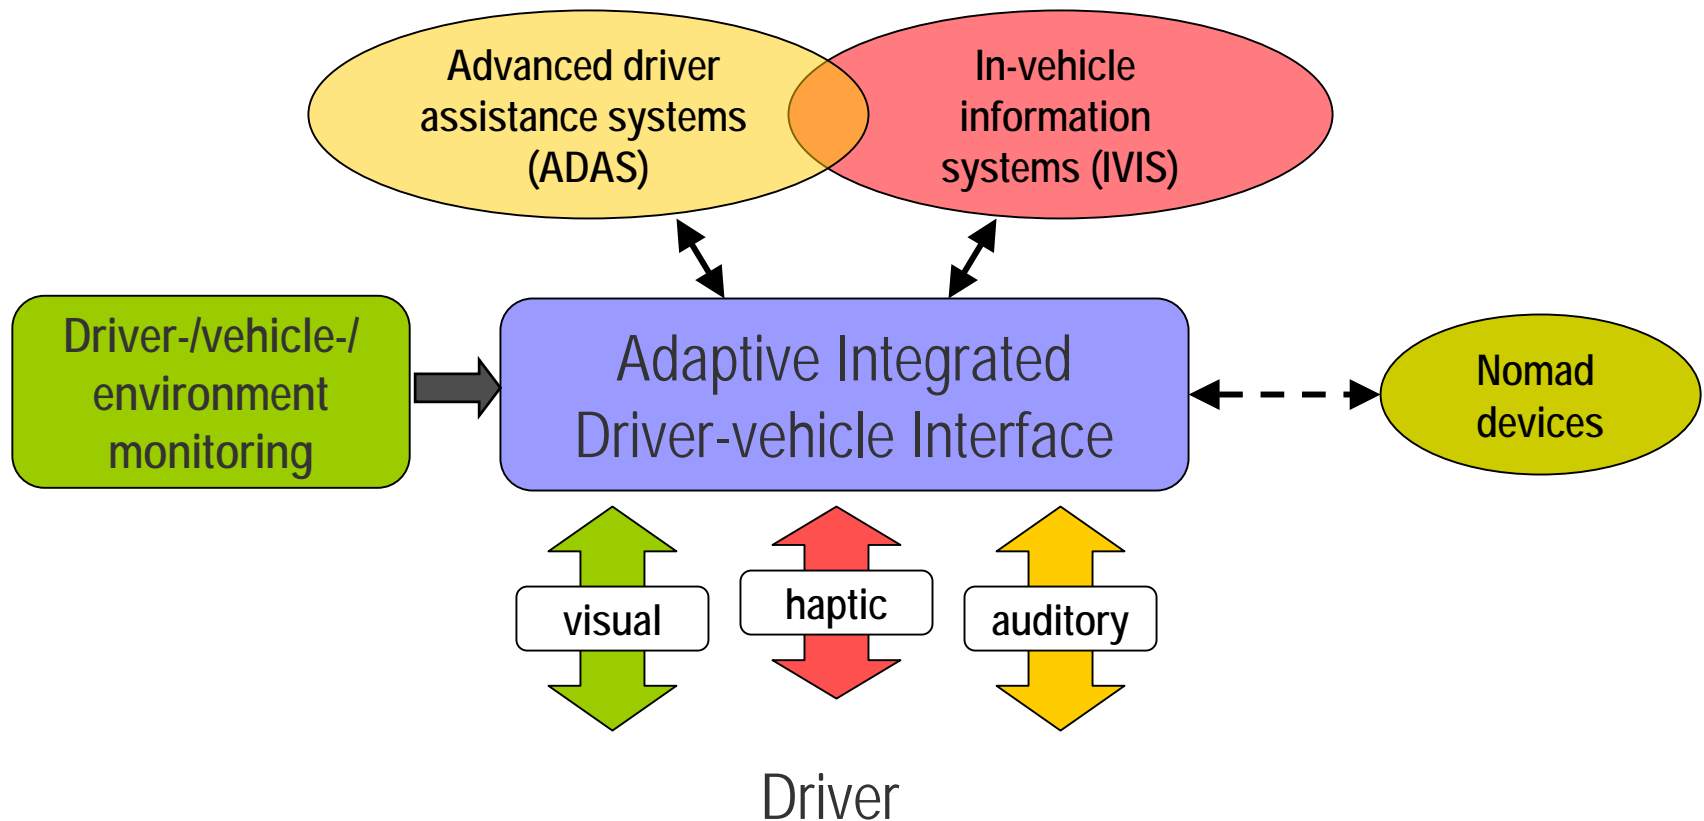 Advanced driver
assistance systems
(ADAS)
In-vehicle
information
systems (IVIS)
Driver-/vehicle-/
environment
monitoring
Adaptive Integrated
Driver-vehicle Interface
Nomad
devices
visual
haptic
auditory
Driver